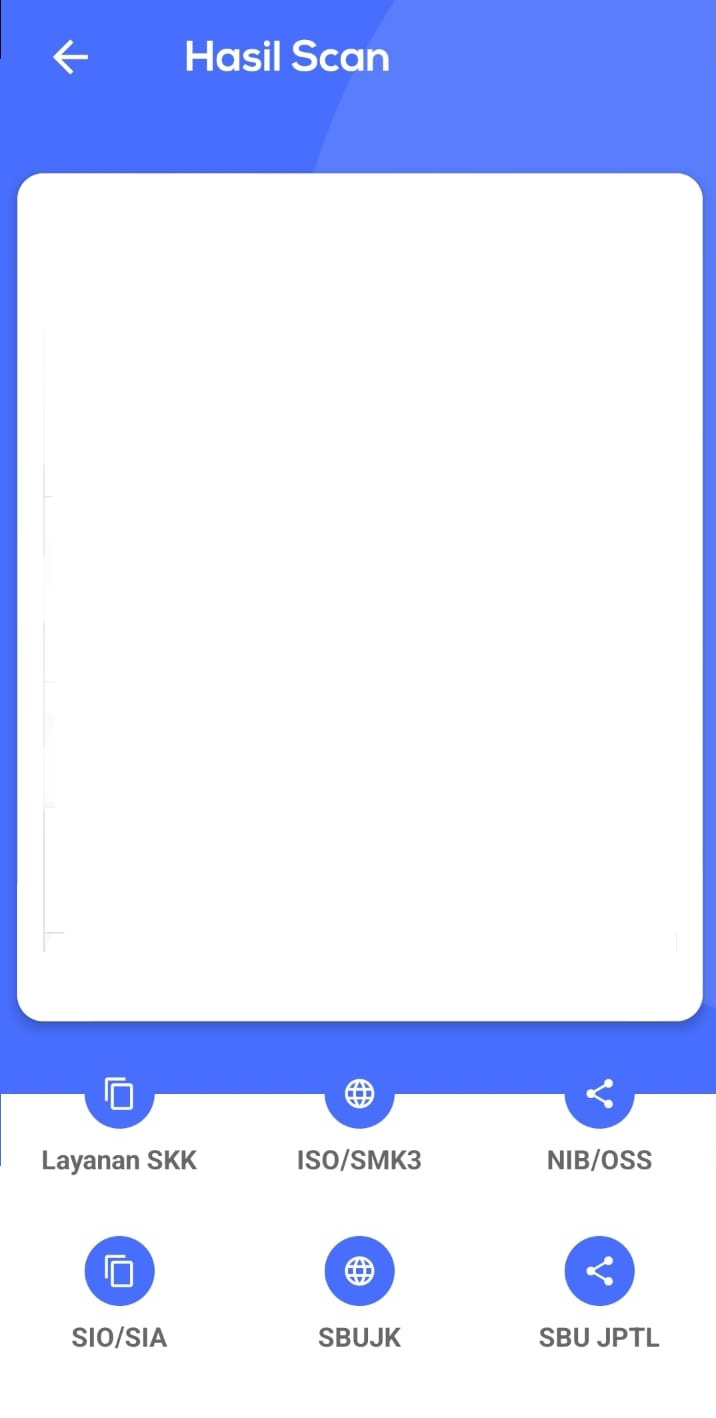 Hasil Scan
Layanan SKK
ISO/SMK3
NIB/OSS
SIO/SIA
SBUJK
SBU JPTL